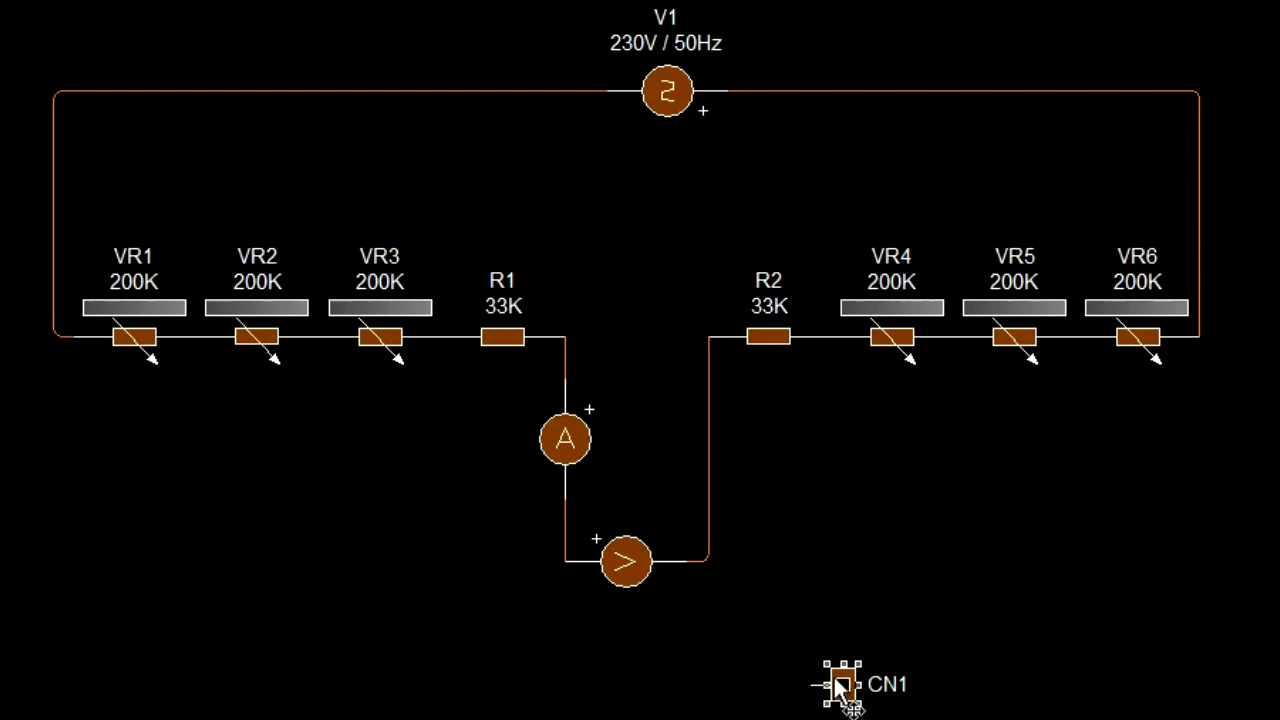 V1
230V / 50Hz
+
VR1 VR2 VR3 R1 R2 VR4 VR5 VR6
200K 200K 200K 33K 33K 200K 200K 200K
+
A
+
CN1